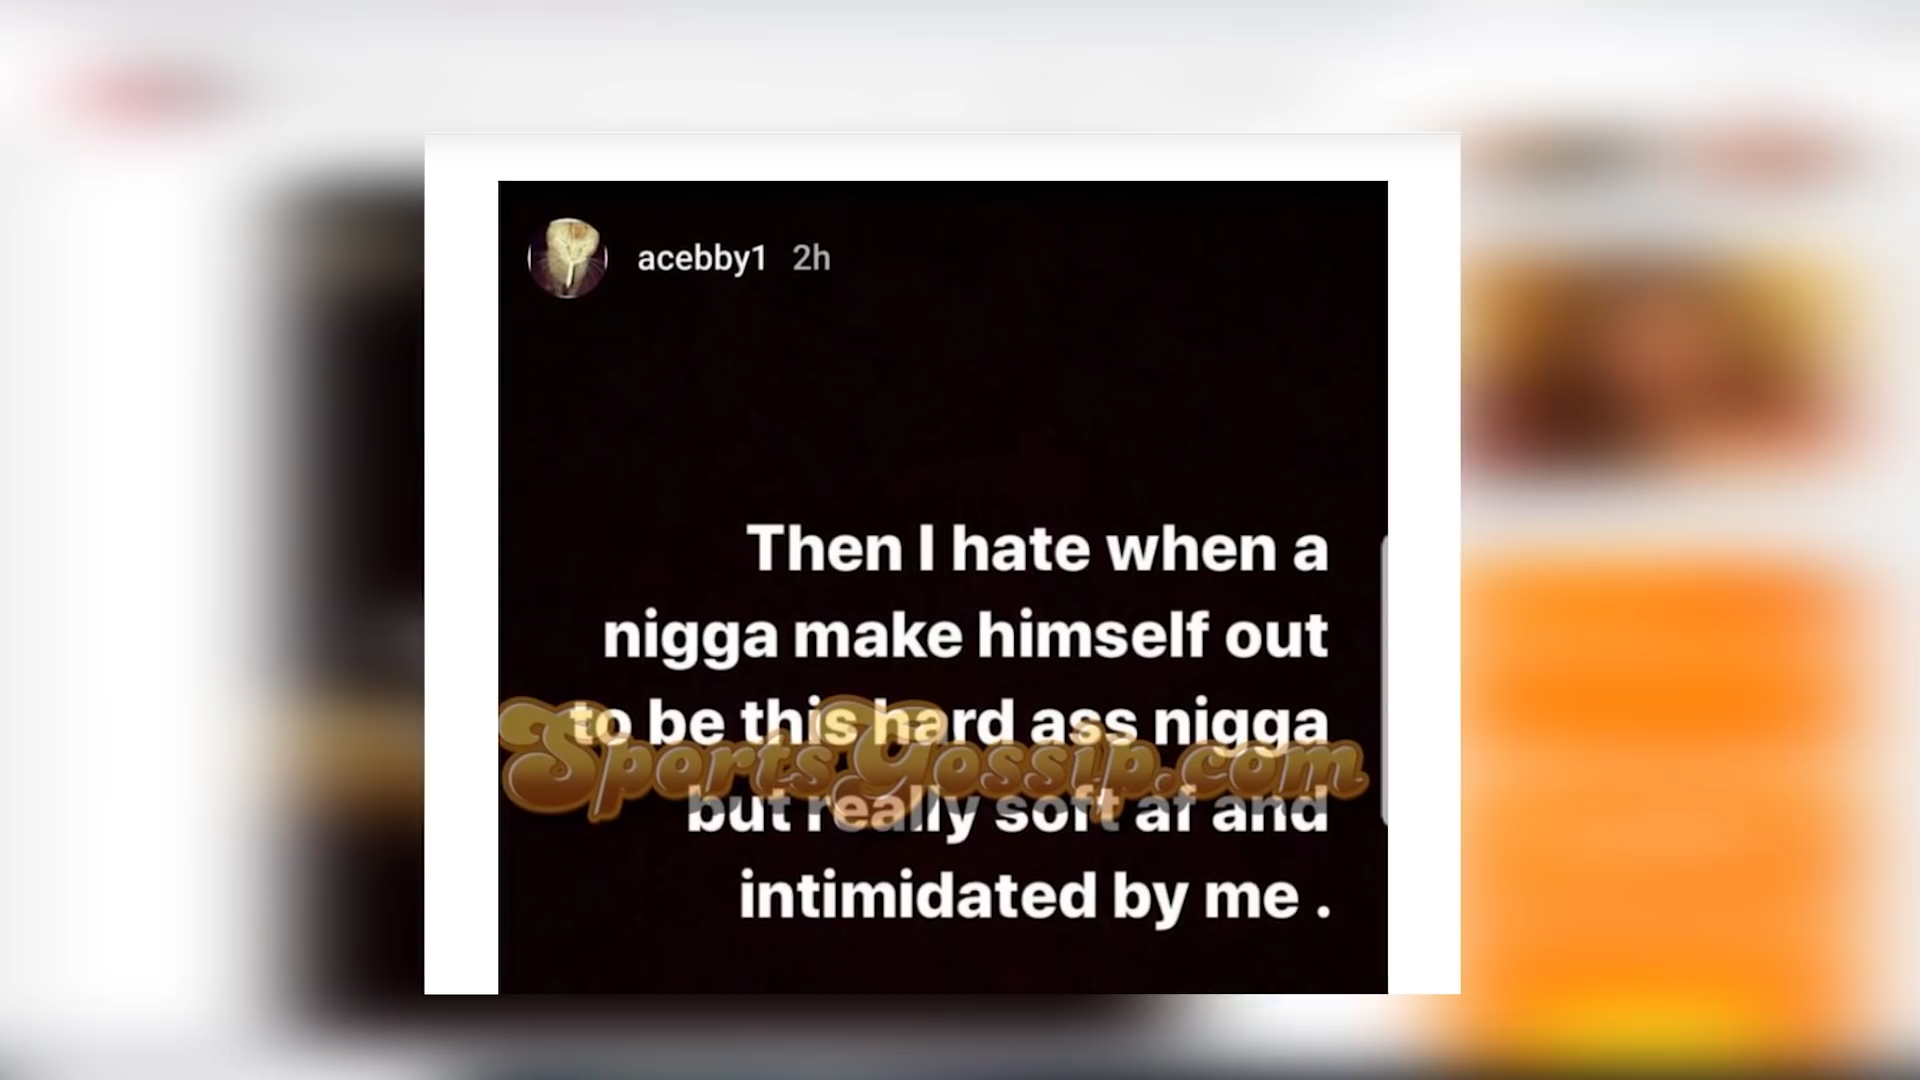 acebby1 2h
Then I hate when a
nigga make himself out
to be this hard ass nigga
SportsGossip.com
but really soft af and
intimidated by me .